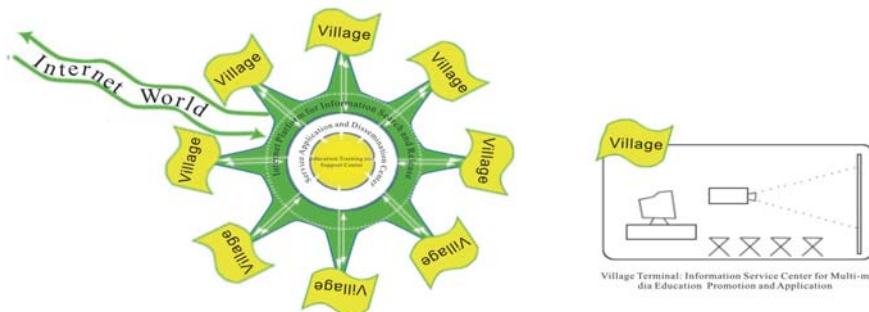 Village
Village
Village
Internet World
Internet Platform for Information Search and Release
Service Application and Dissemination Center
Education Training and
Support Center
Village
Village
Village
Village
Village
Village
Village Terminal: Information Service Center for Multi-m
dia Education Promotion and Application